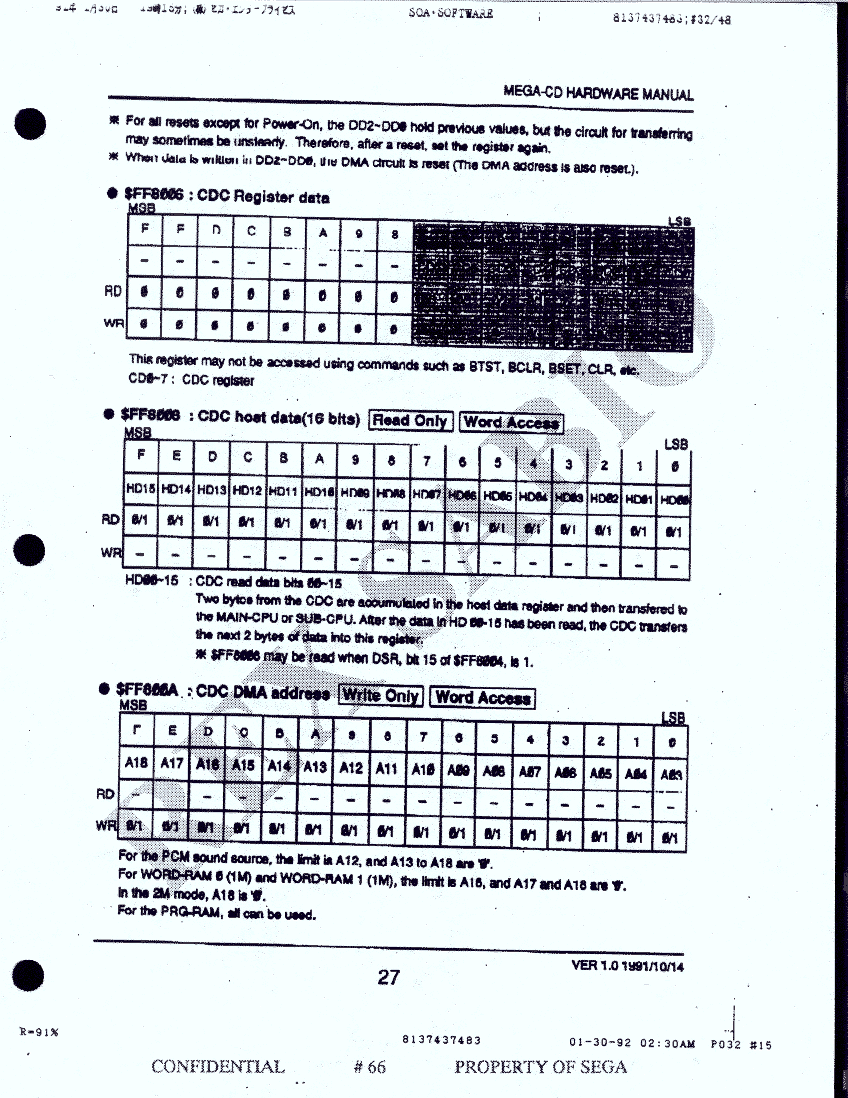 SOA·SOFTWARE
8137437483;#32/48
MEGA-CD HARDWARE MANUAL
※ For all resets except for Power-On, the DD2~DD0 hold previous values, but the circuit for transferring
may sometimes be unsteady. Therefore, after a reset, set the register again.
※ When data is written in DD2~DD0, the DMA circuit is reset (The DMA address is also reset.).
● $FF8006 : CDC Register data
MSB LSB
F F D C B A 9 8
– – – – – – – –
RD 0 0 0 0 0 0 0 0
WR 0 0 0 0 0 0 0 0
This register may not be accessed using commands such as BTST, BCLR, BSET, CLR, etc.
CD0~7 : CDC register
● $FF8008 : CDC host data(16 bits) Read Only Word Access
MSB LSB
F E D C B A 9 8 7 6 5 4 3 2 1 0
HD15 HD14 HD13 HD12 HD11 HD10 HD09 HD08 HD07 HD06 HD05 HD04 HD03 HD02 HD01 HD00
RD 0/1 0/1 0/1 0/1 0/1 0/1 0/1 0/1 0/1 0/1 0/1 0/1 0/1 0/1 0/1 0/1
WR – – – – – – – – – – – – – – – –
HD00~15 : CDC read data bits 00~15
Two bytes from the CDC are accumulated in the host data register and then transfered to
the MAIN-CPU or SUB-CPU. After the data in HD 00-15 has been read, the CDC transfers
the next 2 bytes of data into this register.
※ $FF8008 may be read when DSR, bit 15 of $FF8004, is 1.
● $FF800A : CDC DMA address Write Only Word Access
MSB LSB
F E D C B A 9 8 7 6 5 4 3 2 1 0
A18 A17 A16 A15 A14 A13 A12 A11 A10 A09 A08 A07 A06 A05 A04 A03
RD – – – – – – – – – – – – – – –
WR 0/1 0/1 0/1 0/1 0/1 0/1 0/1 0/1 0/1 0/1 0/1 0/1 0/1 0/1 0/1 0/1
For the PCM sound source, the limit is A12, and A13 to A18 are '0'.
For WORD-RAM 0 (1M) and WORD-RAM 1 (1M), the limit is A16, and A17 and A18 are '0'.
In the 2M mode, A18 is '0'.
For the PRG-RAM, all can be used.
VER 1.0 1991/10/14
27
R=91%
8137437483 01-30-92 02:30AM P032 #15
CONFIDENTIAL # 66 PROPERTY OF SEGA